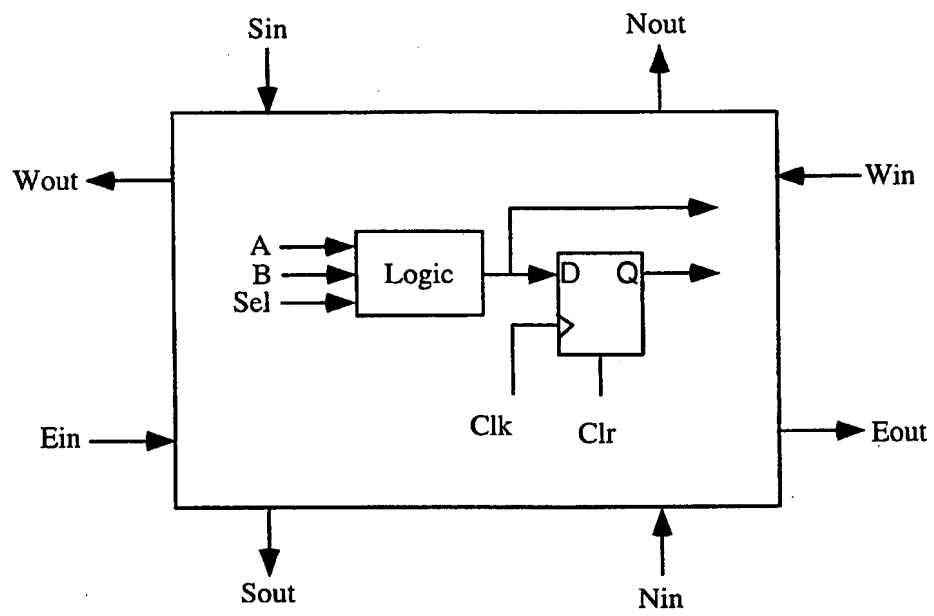 Sin
Nout
Wout
Win
A
B
Sel
Logic
D
Q
Clk
Clr
Ein
Eout
Sout
Nin